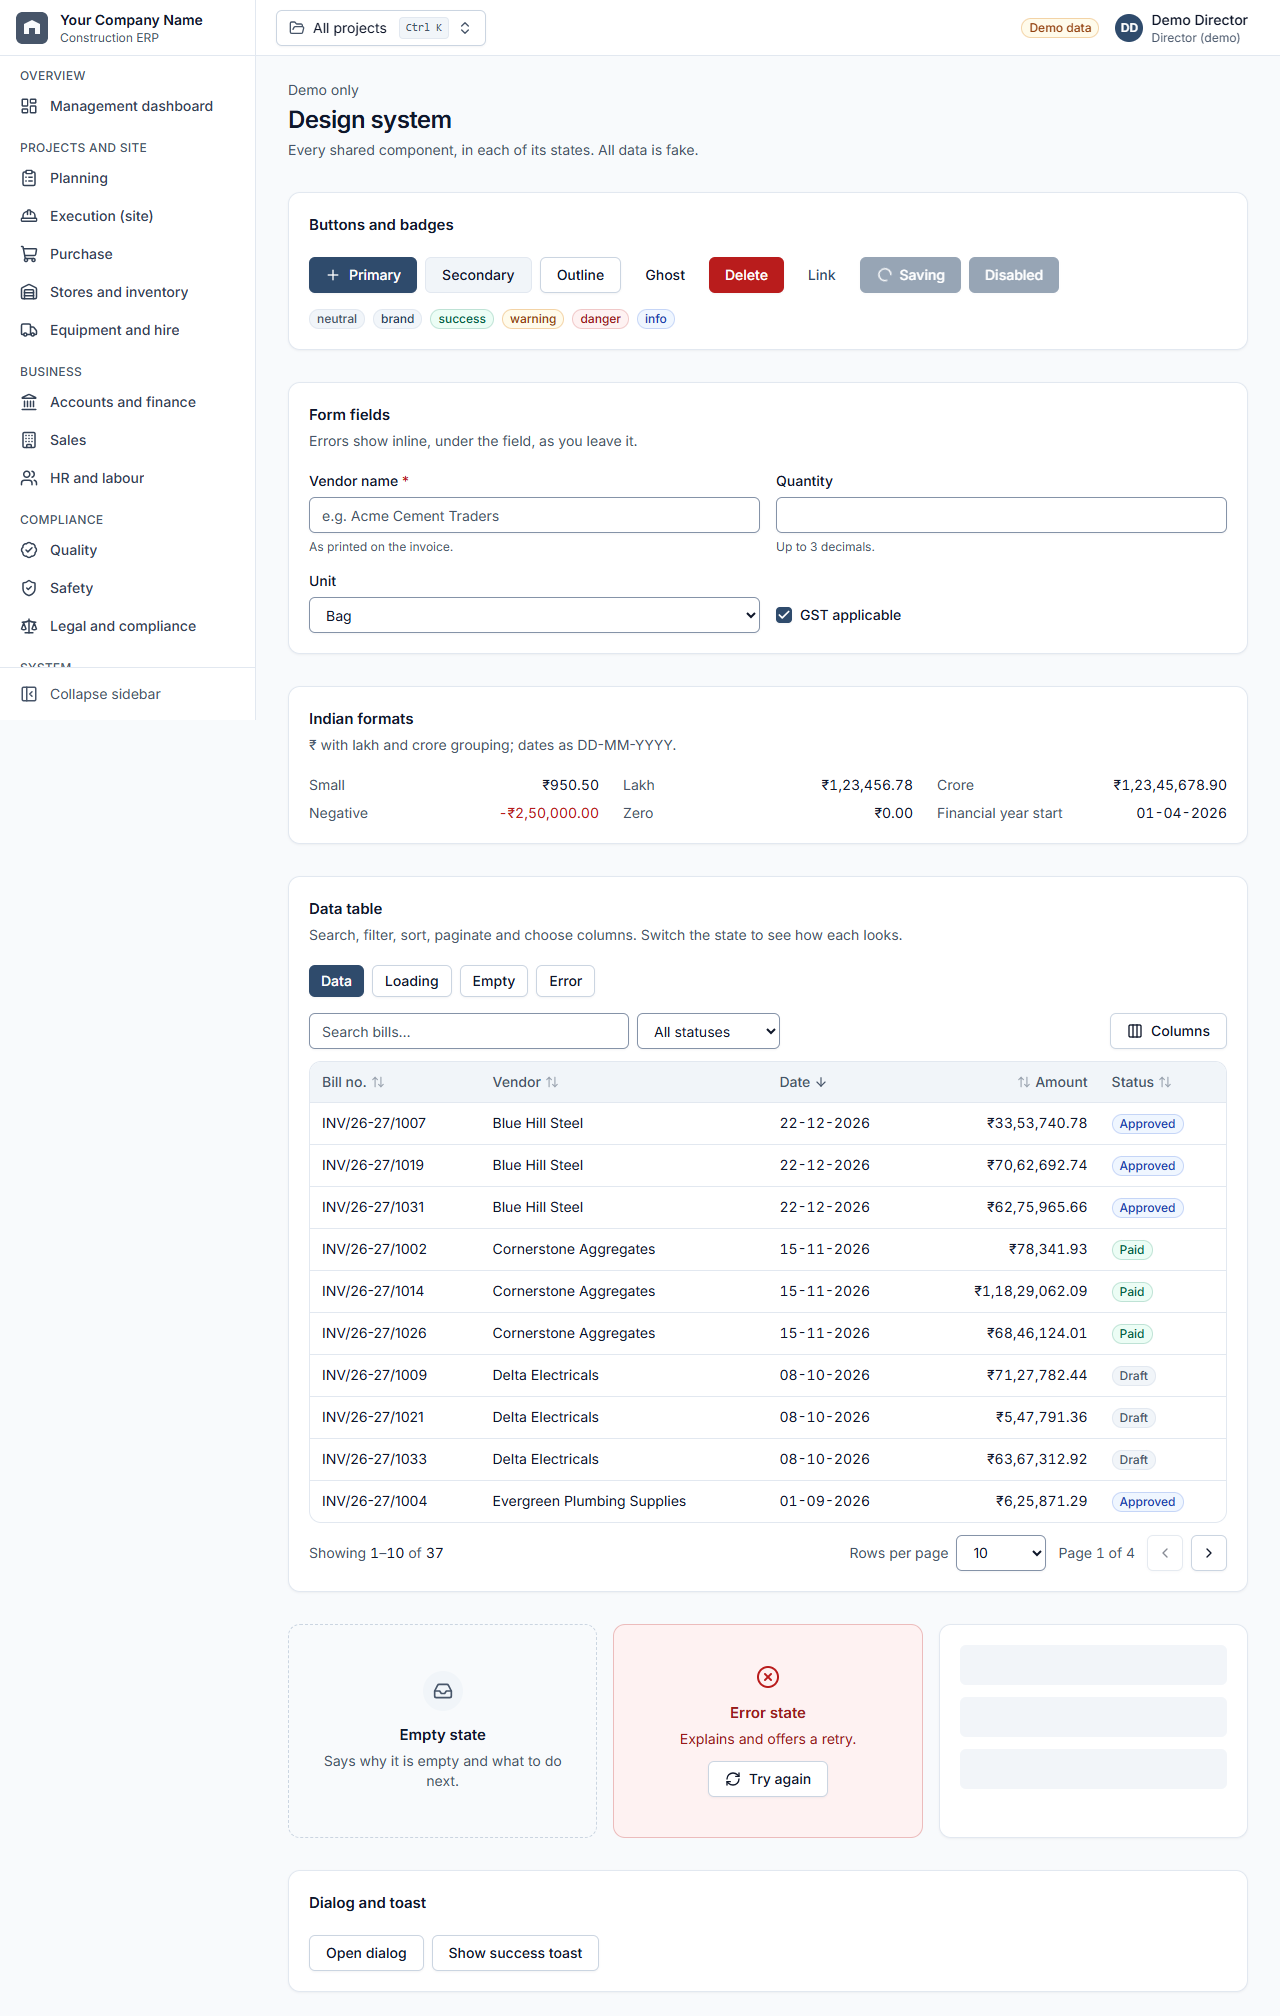 Your Company Name
Construction ERP
All projects Ctrl K
Demo data
DD
Demo Director
Director (demo)
OVERVIEW
Management dashboard
PROJECTS AND SITE
Planning
Execution (site)
Purchase
Stores and inventory
Equipment and hire
BUSINESS
Accounts and finance
Sales
HR and labour
COMPLIANCE
Quality
Safety
Legal and compliance
SYSTEM
Collapse sidebar
Demo only
Design system
Every shared component, in each of its states. All data is fake.
Buttons and badges
Primary Secondary Outline Ghost Delete Link Saving Disabled
neutral brand success warning danger info
Form fields
Errors show inline, under the field, as you leave it.
Vendor name * Quantity
e.g. Acme Cement Traders
As printed on the invoice. Up to 3 decimals.
Unit
Bag GST applicable
Indian formats
₹ with lakh and crore grouping; dates as DD-MM-YYYY.
Small ₹950.50 Lakh ₹1,23,456.78 Crore ₹1,23,45,678.90
Negative -₹2,50,000.00 Zero ₹0.00 Financial year start 01-04-2026
Data table
Search, filter, sort, paginate and choose columns. Switch the state to see how each looks.
Data Loading Empty Error
Search bills... All statuses Columns
Bill no. Vendor Date Amount Status
INV/26-27/1007 Blue Hill Steel 22-12-2026 ₹33,53,740.78 Approved
INV/26-27/1019 Blue Hill Steel 22-12-2026 ₹70,62,692.74 Approved
INV/26-27/1031 Blue Hill Steel 22-12-2026 ₹62,75,965.66 Approved
INV/26-27/1002 Cornerstone Aggregates 15-11-2026 ₹78,341.93 Paid
INV/26-27/1014 Cornerstone Aggregates 15-11-2026 ₹1,18,29,062.09 Paid
INV/26-27/1026 Cornerstone Aggregates 15-11-2026 ₹68,46,124.01 Paid
INV/26-27/1009 Delta Electricals 08-10-2026 ₹71,27,782.44 Draft
INV/26-27/1021 Delta Electricals 08-10-2026 ₹5,47,791.36 Draft
INV/26-27/1033 Delta Electricals 08-10-2026 ₹63,67,312.92 Draft
INV/26-27/1004 Evergreen Plumbing Supplies 01-09-2026 ₹6,25,871.29 Approved
Showing 1–10 of 37 Rows per page 10 Page 1 of 4
Empty state
Says why it is empty and what to do
next.
Error state
Explains and offers a retry.
Try again
Dialog and toast
Open dialog Show success toast